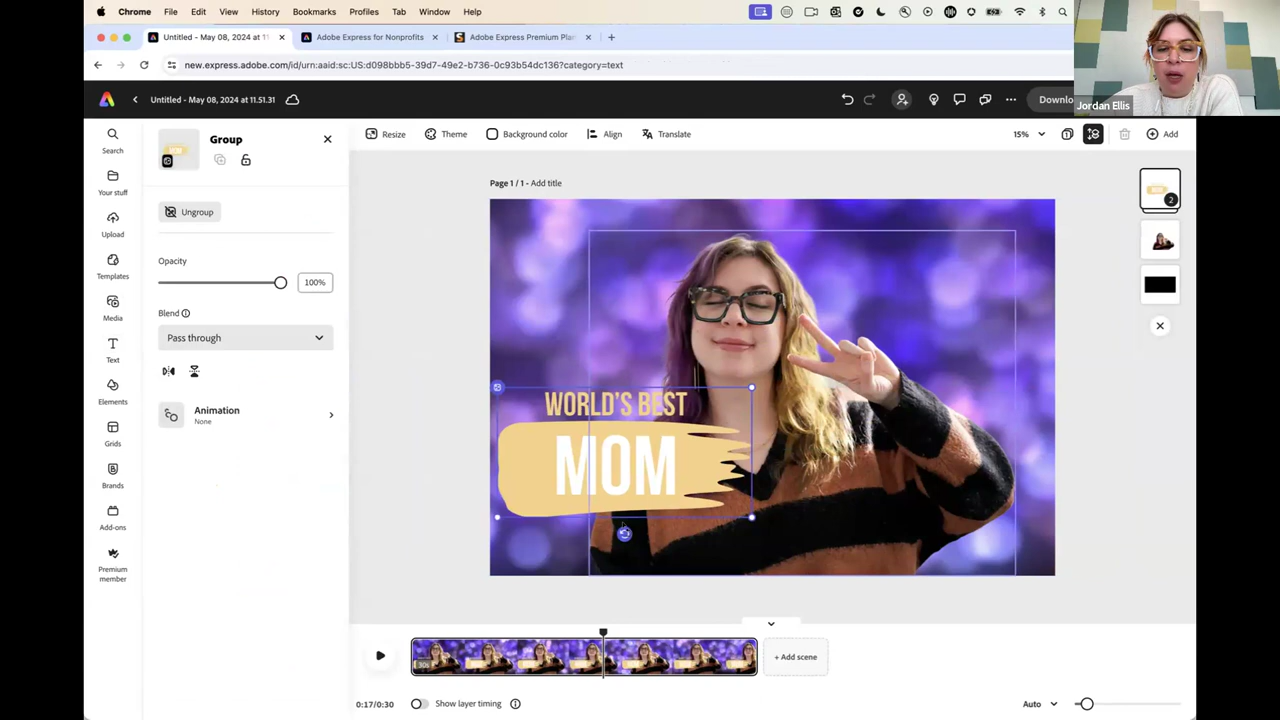 Chrome File Edit View History Bookmarks Profiles Tab Window Help
Untitled - May 08, 2024 at 11 Adobe Express for Nonprofits Adobe Express Premium Plan
new.express.adobe.com/id/urn:aaid:sc:US:d098bbb5-39d7-4e2c-b736-0c93b54dc136?category=text
Jordan Ellis
Untitled - May 08, 2024 at 11.51.31
Downlo
Search
Your stuff
Upload
Templates
Media
Text
Elements
Grids
Brands
Add-ons
Premium
member
Group
Ungroup
Opacity
100%
Blend
Pass through
Animation
None
Resize Theme Background color Align Translate
15%
Add
Page 1 / 1 - Add title
2
WORLD'S BEST
MOM
30s
+ Add scene
0:17/0:30 Show layer timing
Auto